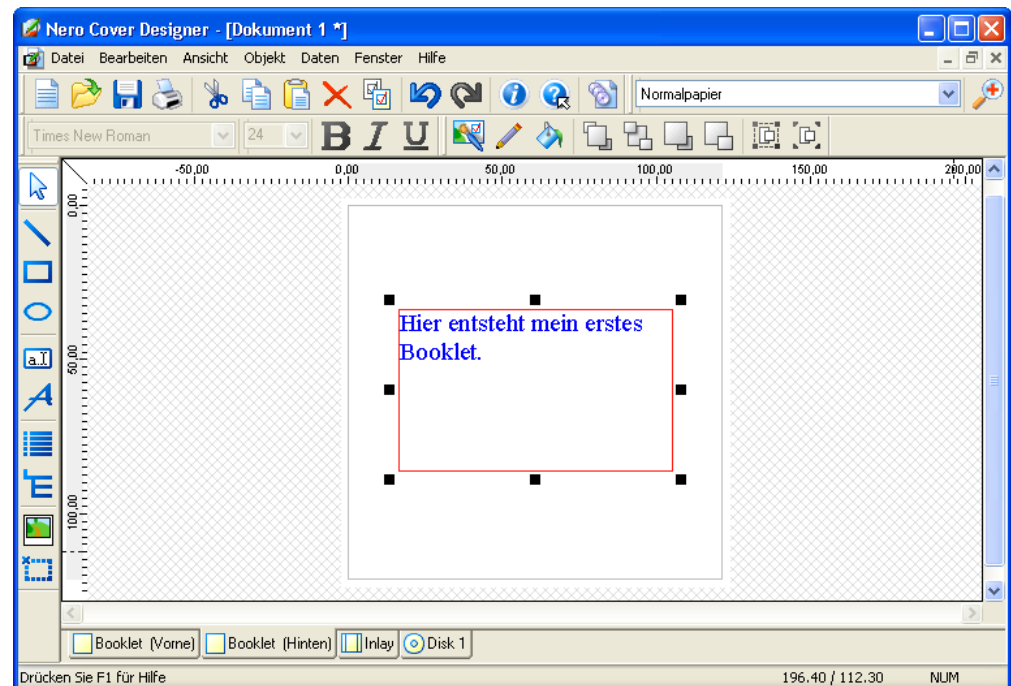 Nero Cover Designer - [Dokument 1 *]
Datei Bearbeiten Ansicht Objekt Daten Fenster Hilfe
Normalpapier
Times New Roman 24 B I U
-50,00 0,00 50,00 100,00 150,00 200,00
0,00
50,00
100,00
a.I
A
Hier entsteht mein erstes
Booklet.
Booklet (Vorne) Booklet (Hinten) Inlay Disk 1
Drücken Sie F1 für Hilfe 196.40 / 112.30 NUM